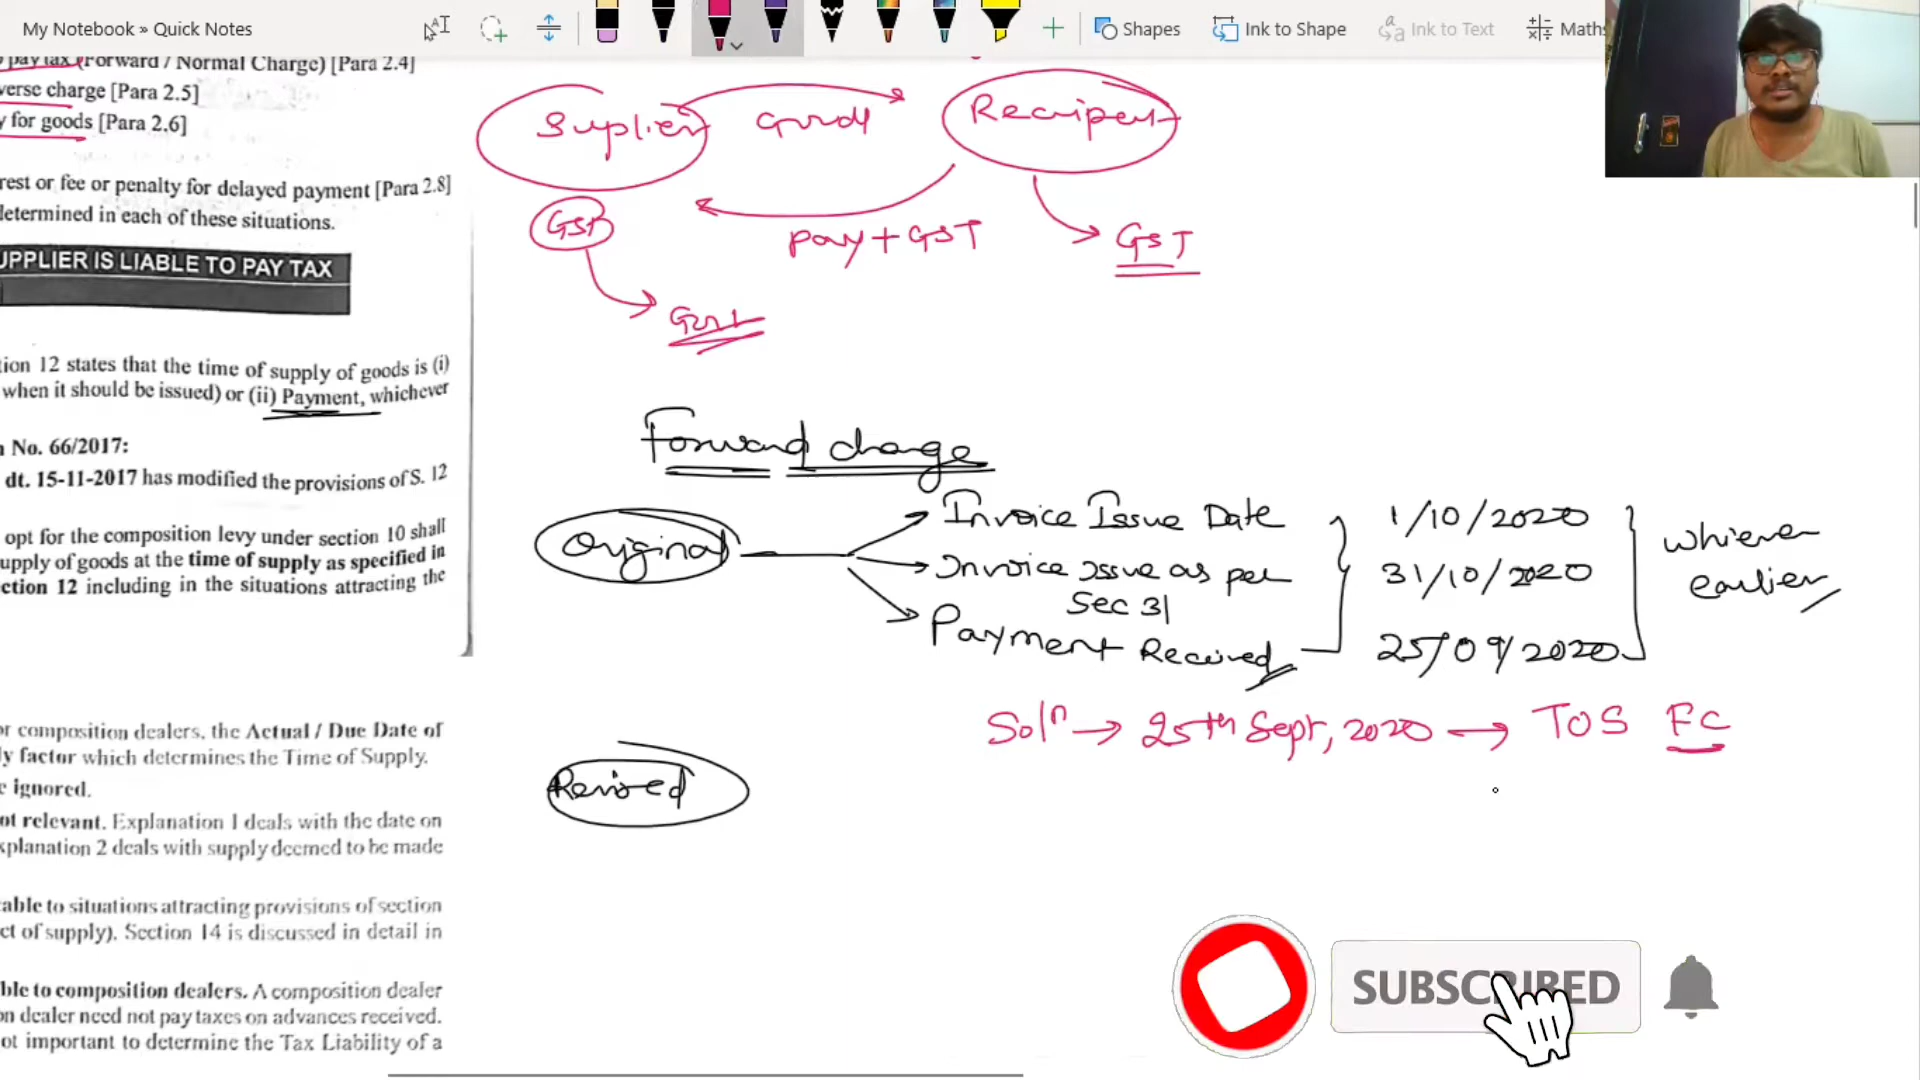 My Notebook » Quick Notes
Shapes
Ink to Shape
Ink to Text
Maths
pay tax (Forward / Normal Charge) [Para 2.4]
verse charge [Para 2.5]
y for goods [Para 2.6]
rest or fee or penalty for delayed payment [Para 2.8]
determined in each of these situations.
UPPLIER IS LIABLE TO PAY TAX
tion 12 states that the time of supply of goods is (i)
when it should be issued) or (ii) Payment, whichever
n No. 66/2017:
dt. 15-11-2017 has modified the provisions of S. 12
opt for the composition levy under section 10 shall
upply of goods at the time of supply as specified in
ction 12 including in the situations attracting the
or composition dealers, the Actual / Due Date of
ly factor which determines the Time of Supply.
e ignored.
ot relevant. Explanation 1 deals with the date on
xplanation 2 deals with supply deemed to be made
able to situations attracting provisions of section
ct of supply). Section 14 is discussed in detail in
ble to composition dealers. A composition dealer
on dealer need not pay taxes on advances received.
ot important to determine the Tax Liability of a
Suplier
Recipent
GST
pay + GST
GST
Forward charge
Original
Invoice Issue Date
1/10/2020
Invoice issue as per
Sec 31
31/10/2020
Payment Received
25/09/2020
whiever
earlier
Solⁿ → 25th Sept, 2020 → TOS FC
Revised
SUBSCRIBED